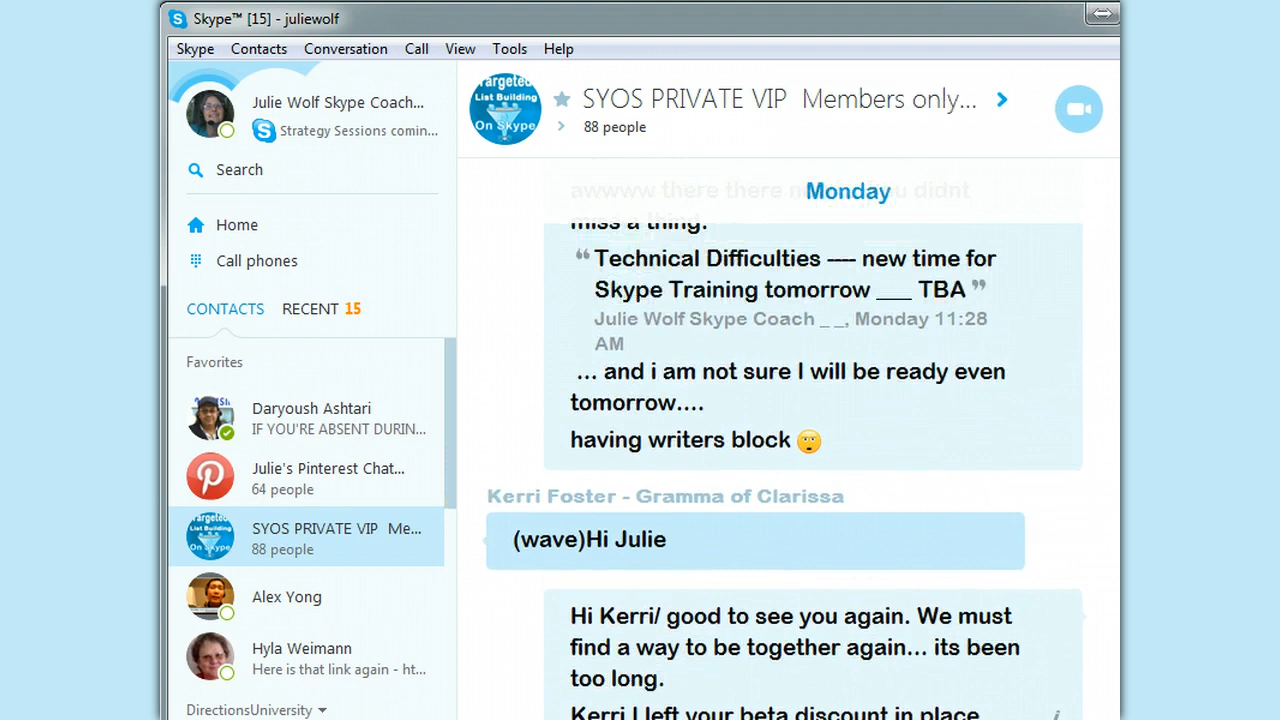 Skype™ [15] - juliewolf
Skype Contacts Conversation Call View Tools Help
Julie Wolf Skype Coach...
Strategy Sessions comin...
Search
Home
Call phones
CONTACTS RECENT 15
Favorites
Daryoush Ashtari
IF YOU'RE ABSENT DURIN...
Julie's Pinterest Chat...
64 people
SYOS PRIVATE VIP Me...
88 people
Alex Yong
Hyla Weimann
Here is that link again - ht...
DirectionsUniversity
Targeted
List Building
On Skype
SYOS PRIVATE VIP Members only...
88 people
Monday
awwww there there didnt
miss a thing.
❝ Technical Difficulties ---- new time for
Skype Training tomorrow ___ TBA ❞
Julie Wolf Skype Coach _ _, Monday 11:28
AM
... and i am not sure I will be ready even
tomorrow....
having writers block
Kerri Foster - Gramma of Clarissa
(wave)Hi Julie
Hi Kerri/ good to see you again. We must
find a way to be together again... its been
too long.
Kerri I left your beta discount in place